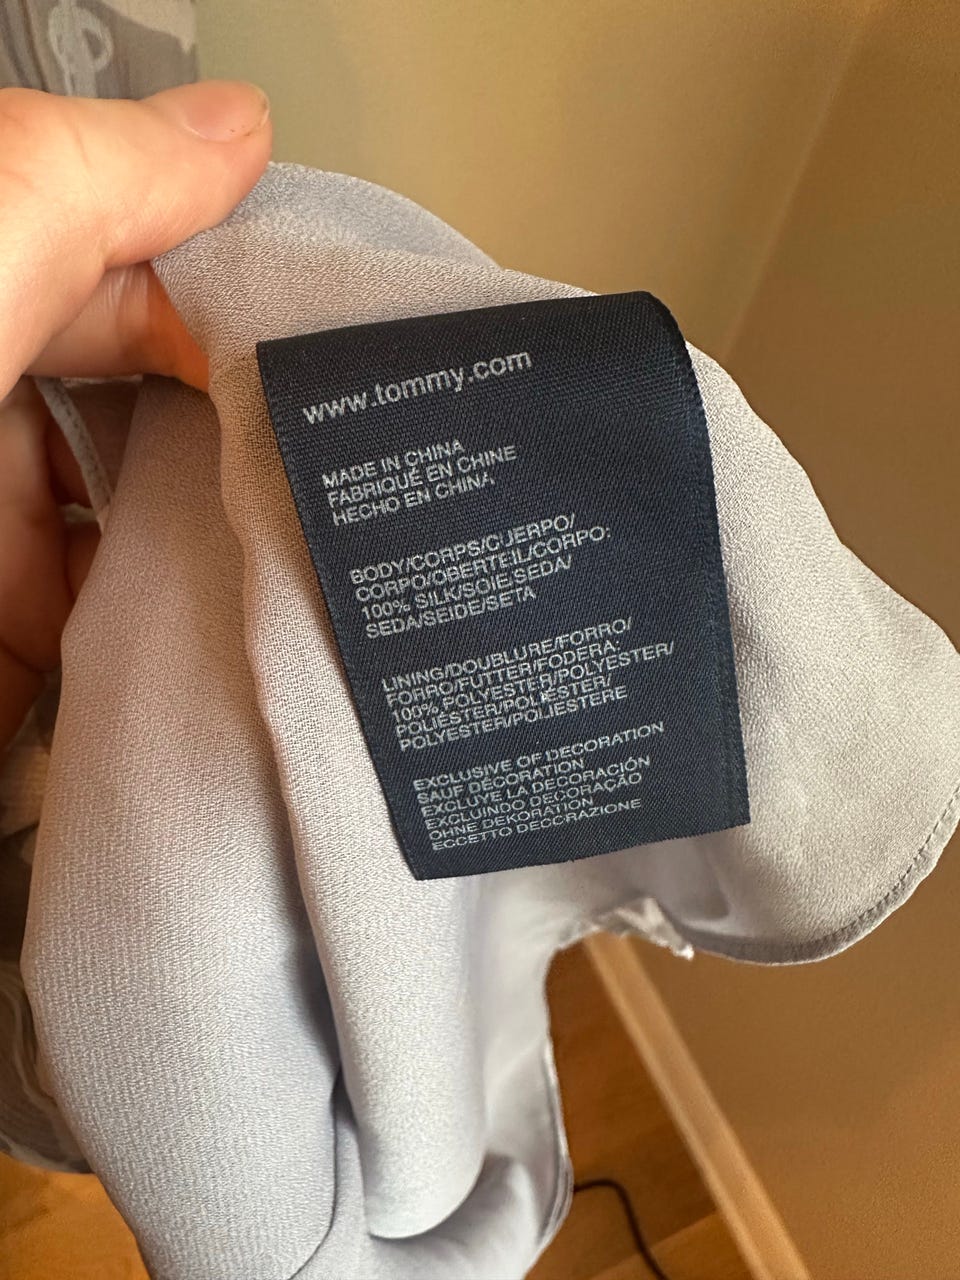 www.tommy.com
MADE IN CHINA
FABRIQUÉ EN CHINE
HECHO EN CHINA
BODY/CORPS/CUERPO/
CORPO/OBERTEIL/CORPO:
100% SILK/SOIE/SEDA/
SEDA/SEIDE/SETA
LINING/DOUBLURE/FORRO/
FORRO/FUTTER/FODERA:
100% POLYESTER/POLYESTER/
POLIÉSTER/POLIÉSTER/
POLYESTER/POLIESTERE
EXCLUSIVE OF DECORATION
SAUF DÉCORATION
EXCLUYE LA DECORACIÓN
EXCLUINDO DECORAÇÃO
OHNE DEKORATION
ECCETTO DECORAZIONE